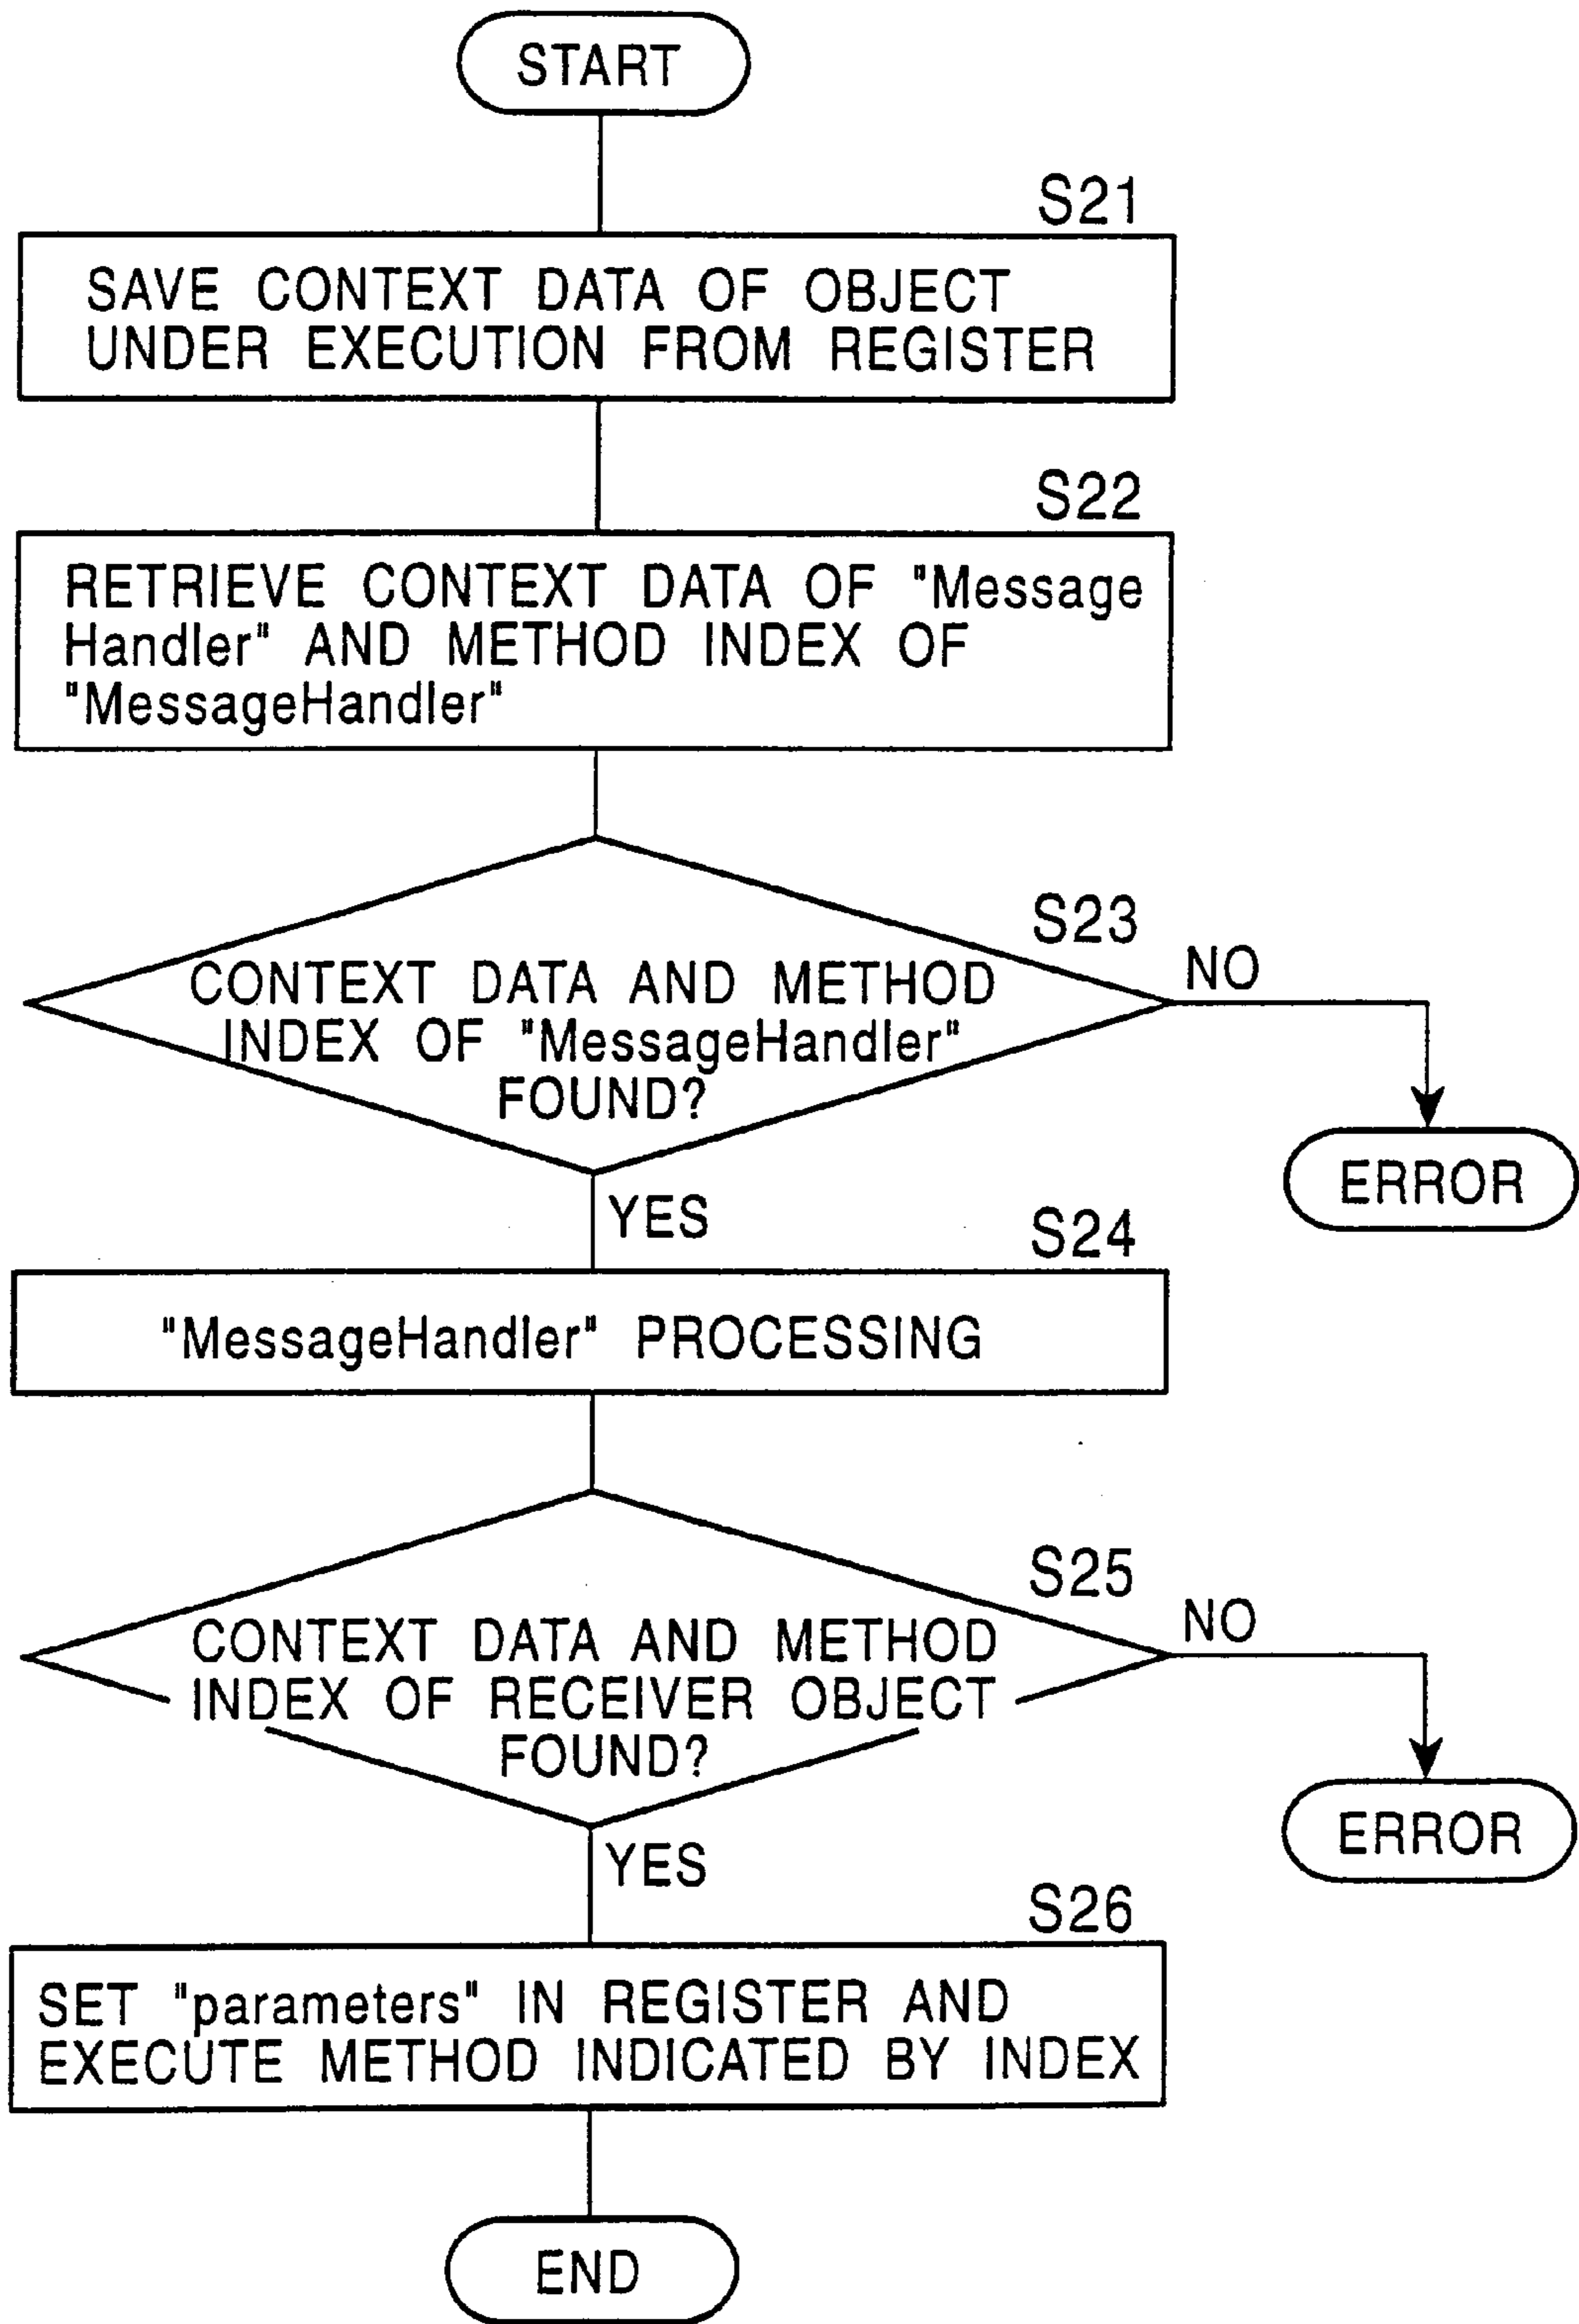 START
S21
SAVE CONTEXT DATA OF OBJECT
UNDER EXECUTION FROM REGISTER
S22
RETRIEVE CONTEXT DATA OF "Message
Handler" AND METHOD INDEX OF
"MessageHandler"
S23
NO
CONTEXT DATA AND METHOD
INDEX OF "MessageHandler"
FOUND?
ERROR
YES
S24
"MessageHandler" PROCESSING
S25
NO
CONTEXT DATA AND METHOD
INDEX OF RECEIVER OBJECT
FOUND?
ERROR
YES
S26
SET "parameters" IN REGISTER AND
EXECUTE METHOD INDICATED BY INDEX
END